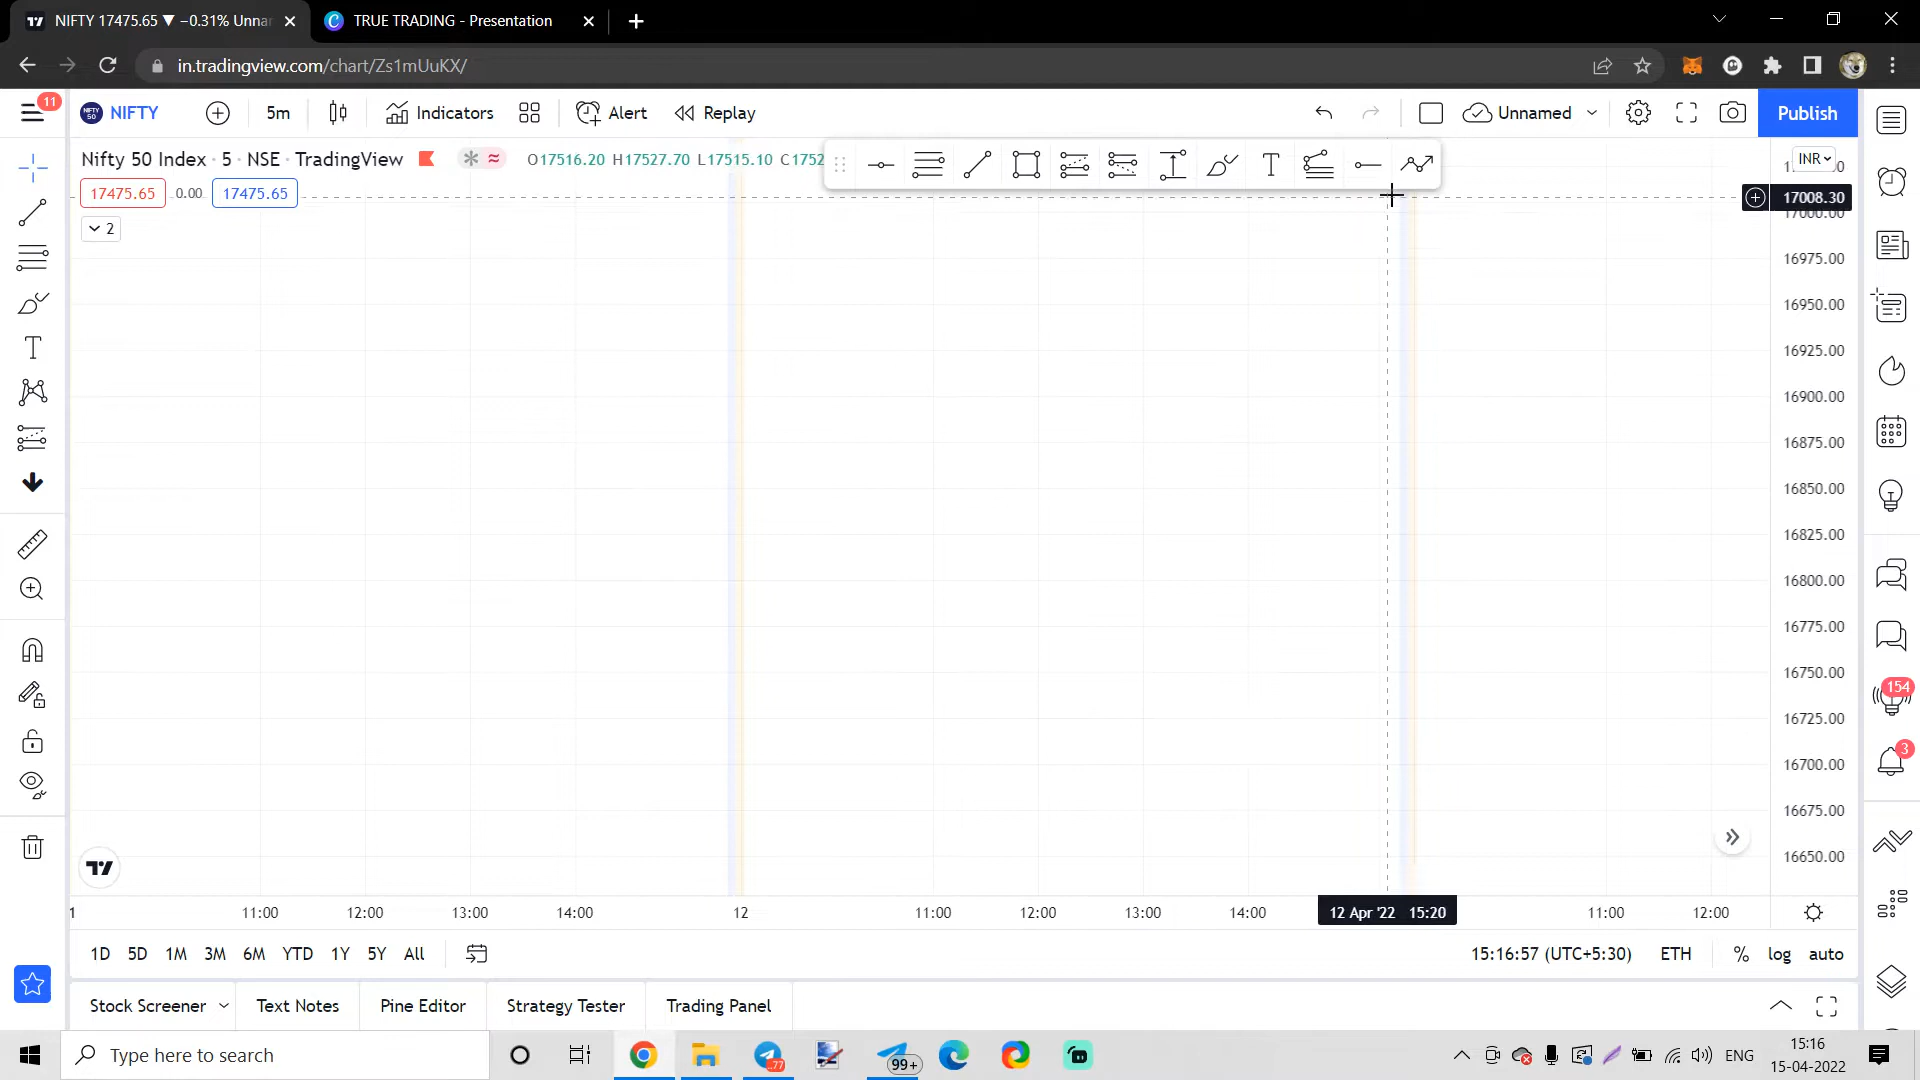 NIFTY 17475.65 ▼ −0.31% Unnar
TRUE TRADING - Presentation
in.tradingview.com/chart/Zs1mUuKX/
11
NIFTY
5m
Indicators
Alert
Replay
Unnamed
Publish
Nifty 50 Index · 5 · NSE · TradingView
O17516.20 H17527.70 L17515.10 C1752
INR
17475.65
0.00
17475.65
17008.30
17000.00
2
16975.00
16950.00
16925.00
16900.00
16875.00
16850.00
16825.00
16800.00
16775.00
16750.00
16725.00
16700.00
16675.00
16650.00
154
3
1
11:00
12:00
13:00
14:00
12
11:00
12:00
13:00
14:00
12 Apr '22 15:20
11:00
12:00
1D 5D 1M 3M 6M YTD 1Y 5Y All
15:16:57 (UTC+5:30)
ETH
%
log
auto
Stock Screener
Text Notes
Pine Editor
Strategy Tester
Trading Panel
Type here to search
77
99+
ENG
15:16
15-04-2022